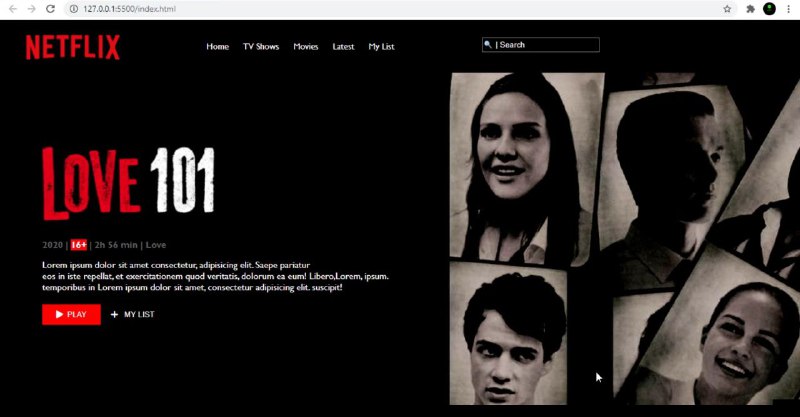 127.0.0.1:5500/index.html
NETFLIX
Home TV Shows Movies Latest My List
| Search
LOVE 101
2020 | 16+ | 2h 56 min | Love
Lorem ipsum dolor sit amet consectetur, adipisicing elit. Saepe pariatur
eos in iste repellat, et exercitationem quod veritatis, dolorum ea eum! Libero,Lorem, ipsum.
temporibus in Lorem ipsum dolor sit amet, consectetur adipisicing elit. suscipit!
PLAY + MY LIST